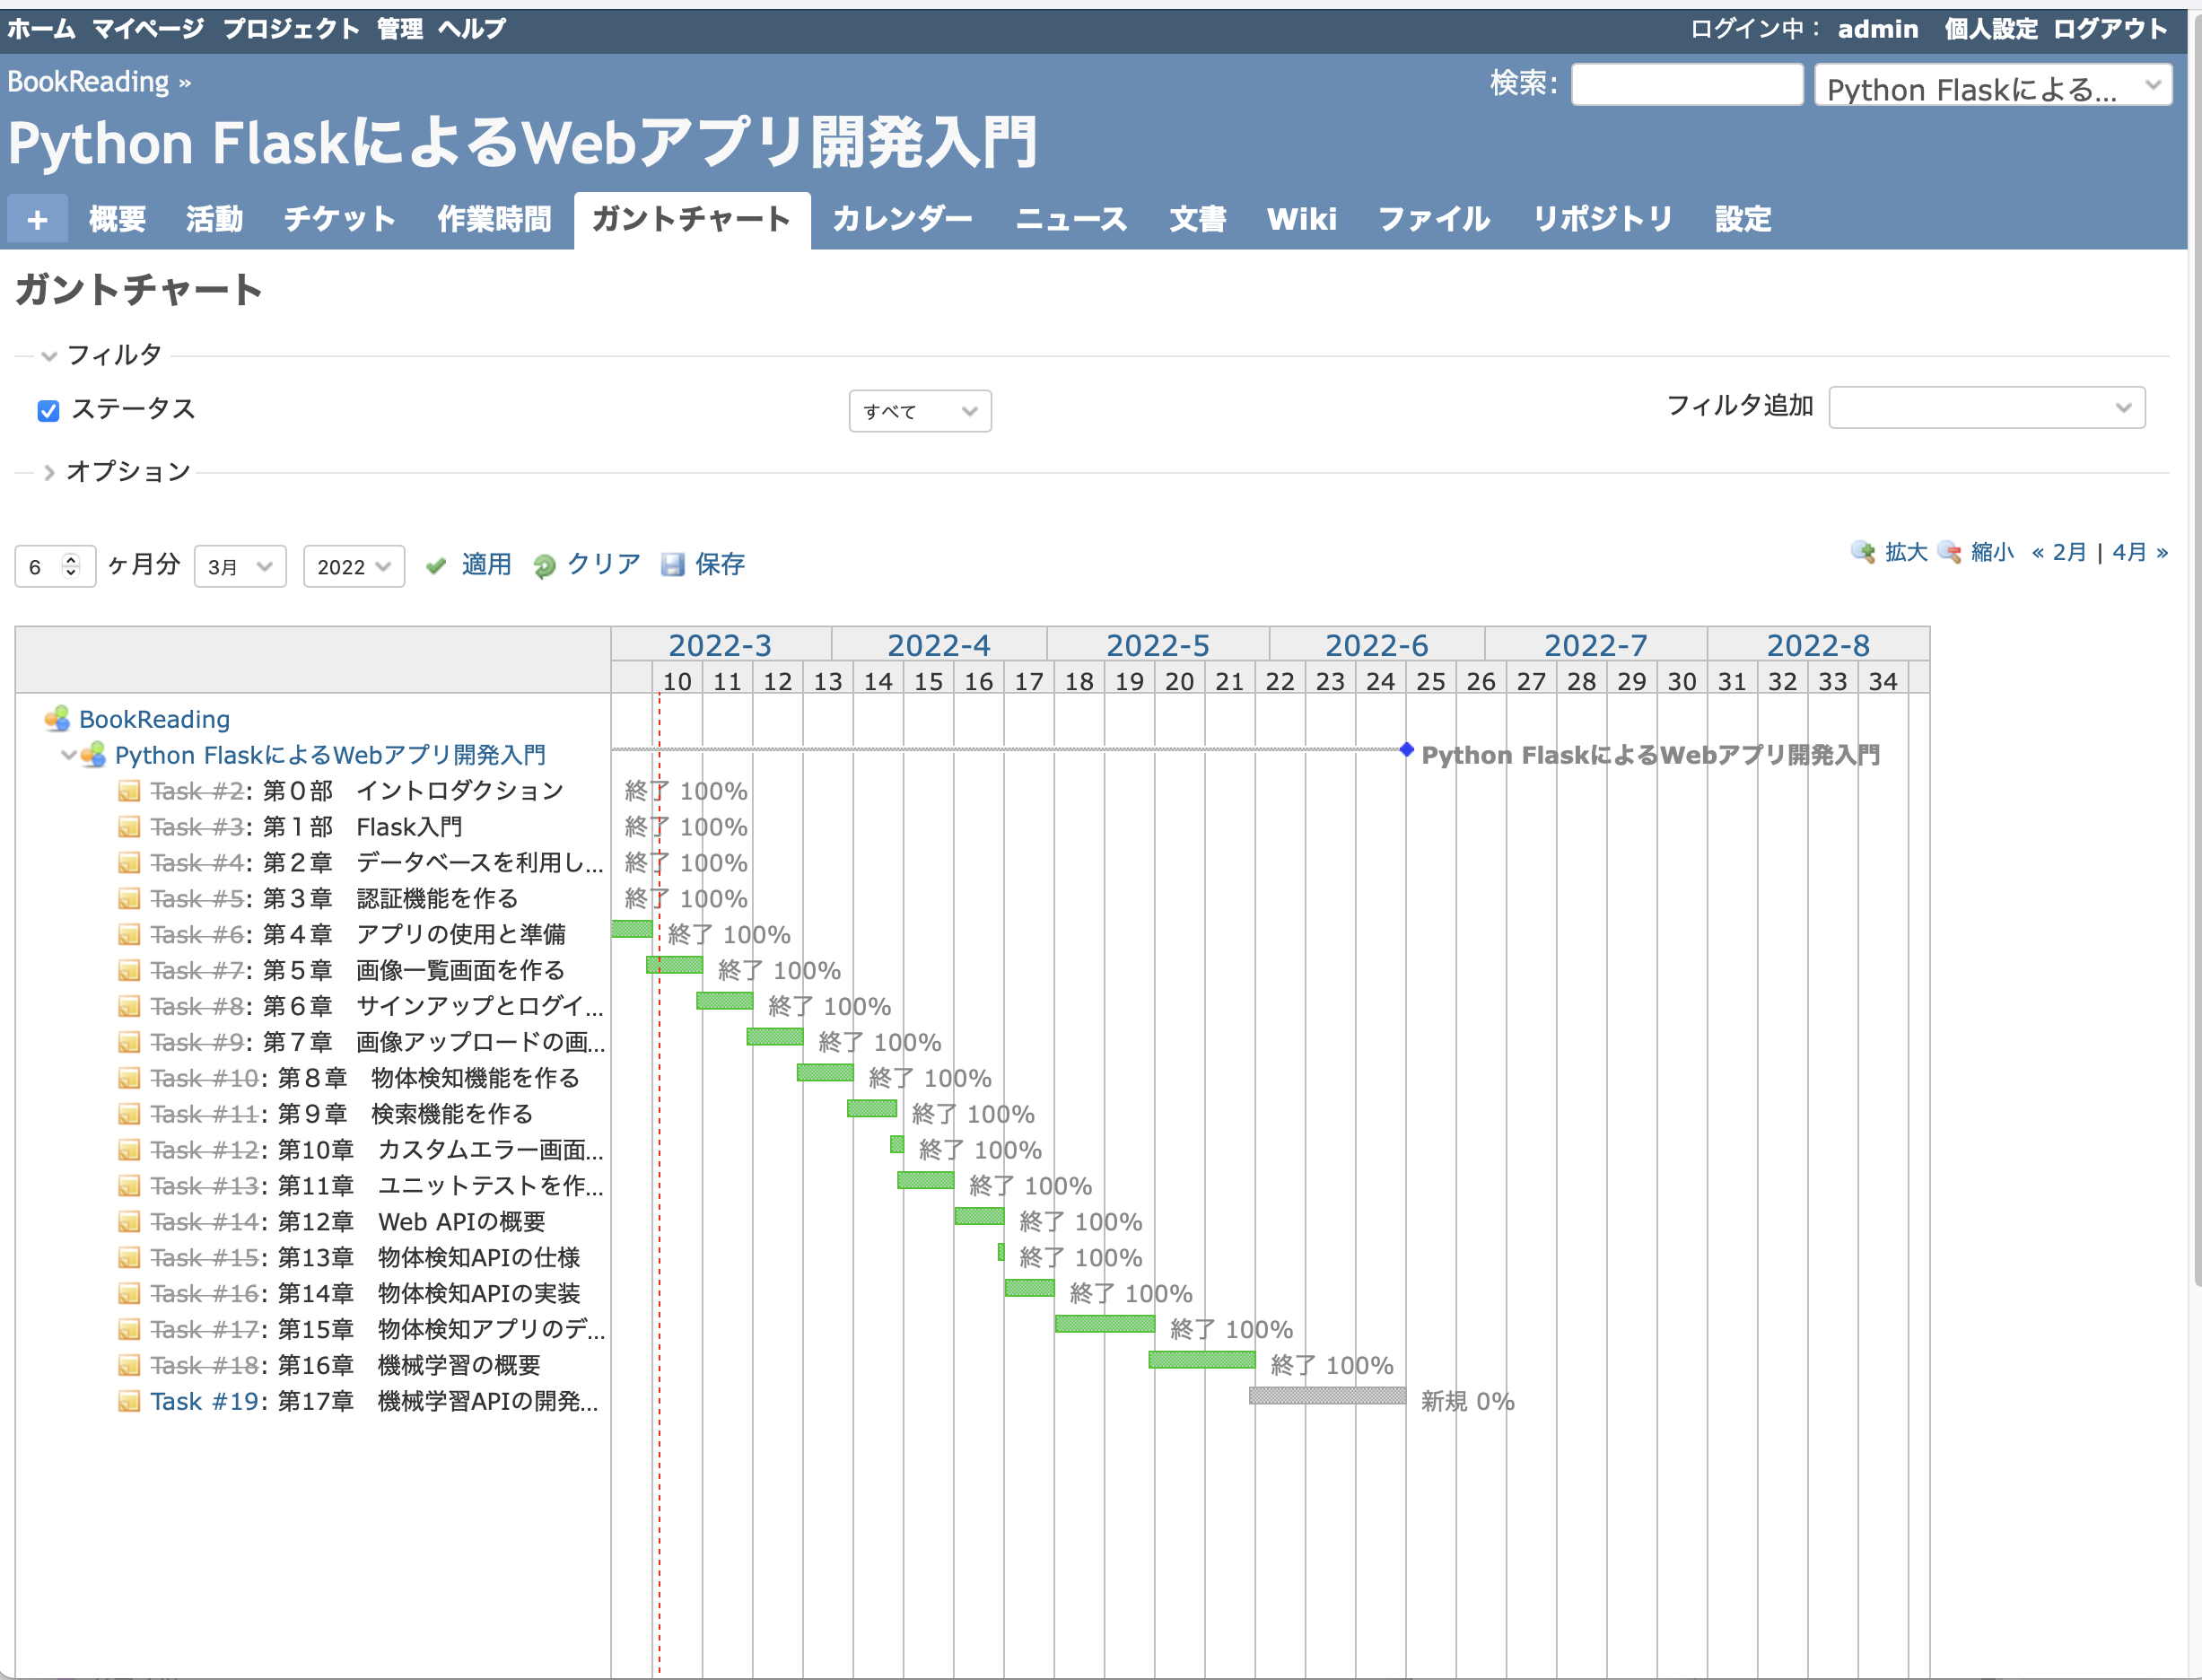 ホーム マイページ プロジェクト 管理 ヘルプ ログイン中： admin 個人設定 ログアウト
BookReading » 検索: Python Flaskによる...
Python FlaskによるWebアプリ開発入門
+ 概要 活動 チケット 作業時間 ガントチャート カレンダー ニュース 文書 Wiki ファイル リポジトリ 設定
ガントチャート
フィルタ
ステータス すべて フィルタ追加
オプション
6 ヶ月分 3月 2022 適用 クリア 保存 拡大 縮小 « 2月 | 4月 »
2022-3 2022-4 2022-5 2022-6 2022-7 2022-8
10 11 12 13 14 15 16 17 18 19 20 21 22 23 24 25 26 27 28 29 30 31 32 33 34
BookReading
Python FlaskによるWebアプリ開発入門 Python FlaskによるWebアプリ開発入門
Task #2: 第０部　イントロダクション 終了 100%
Task #3: 第１部　Flask入門 終了 100%
Task #4: 第２章　データベースを利用し... 終了 100%
Task #5: 第３章　認証機能を作る 終了 100%
Task #6: 第４章　アプリの使用と準備 終了 100%
Task #7: 第５章　画像一覧画面を作る 終了 100%
Task #8: 第６章　サインアップとログイ... 終了 100%
Task #9: 第７章　画像アップロードの画... 終了 100%
Task #10: 第８章　物体検知機能を作る 終了 100%
Task #11: 第９章　検索機能を作る 終了 100%
Task #12: 第10章　カスタムエラー画面... 終了 100%
Task #13: 第11章　ユニットテストを作... 終了 100%
Task #14: 第12章　Web APIの概要 終了 100%
Task #15: 第13章　物体検知APIの仕様 終了 100%
Task #16: 第14章　物体検知APIの実装 終了 100%
Task #17: 第15章　物体検知アプリのデ... 終了 100%
Task #18: 第16章　機械学習の概要 終了 100%
Task #19: 第17章　機械学習APIの開発... 新規 0%